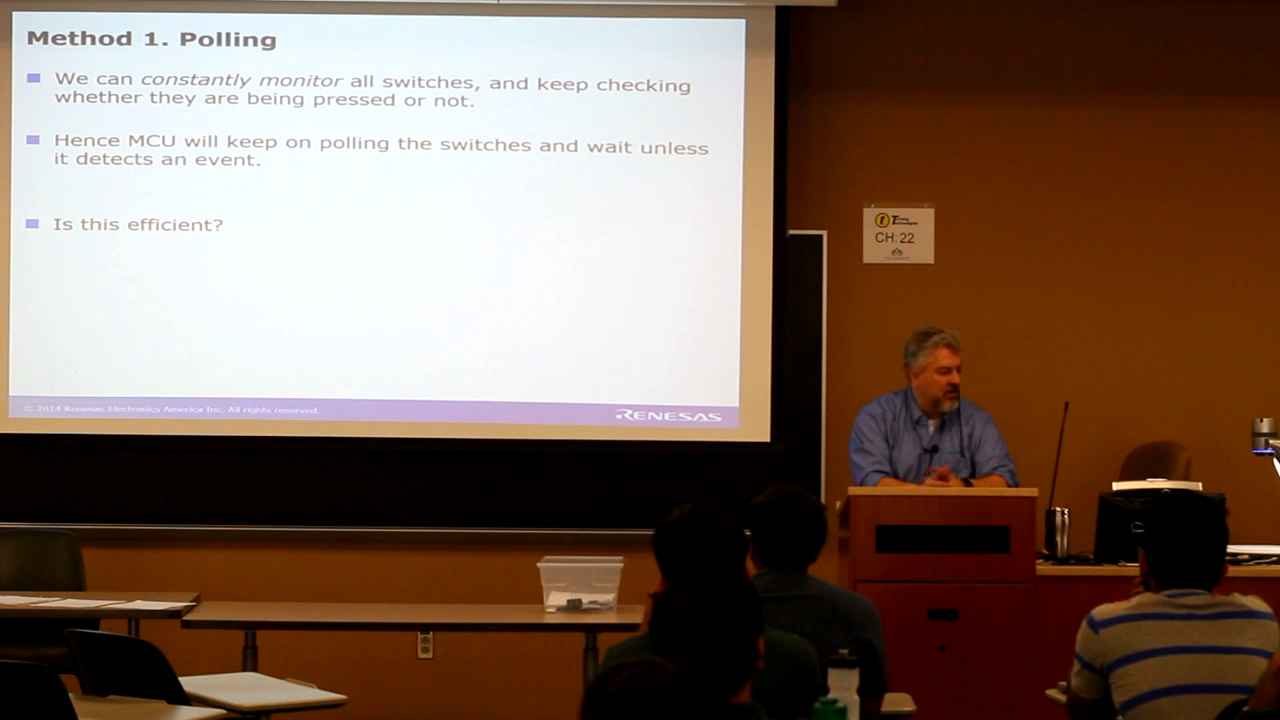 Method 1. Polling
We can constantly monitor all switches, and keep checking
whether they are being pressed or not.
Hence MCU will keep on polling the switches and wait unless
it detects an event.
Is this efficient?
© 2014 Renesas Electronics America Inc. All rights reserved.
RENESAS
Turning
Technologies
CH: 22